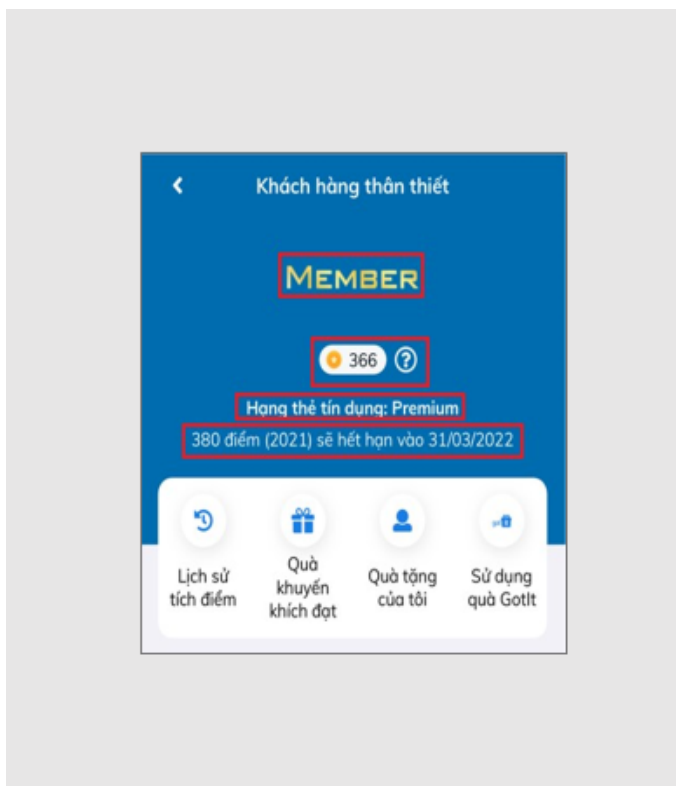 Khách hàng thân thiết
MEMBER
366 ?
Hạng thẻ tín dụng: Premium
380 điểm (2021) sẽ hết hạn vào 31/03/2022
Lịch sử
tích điểm
Quà
khuyến
khích đạt
Quà tặng
của tôi
Sử dụng
quà GotIt